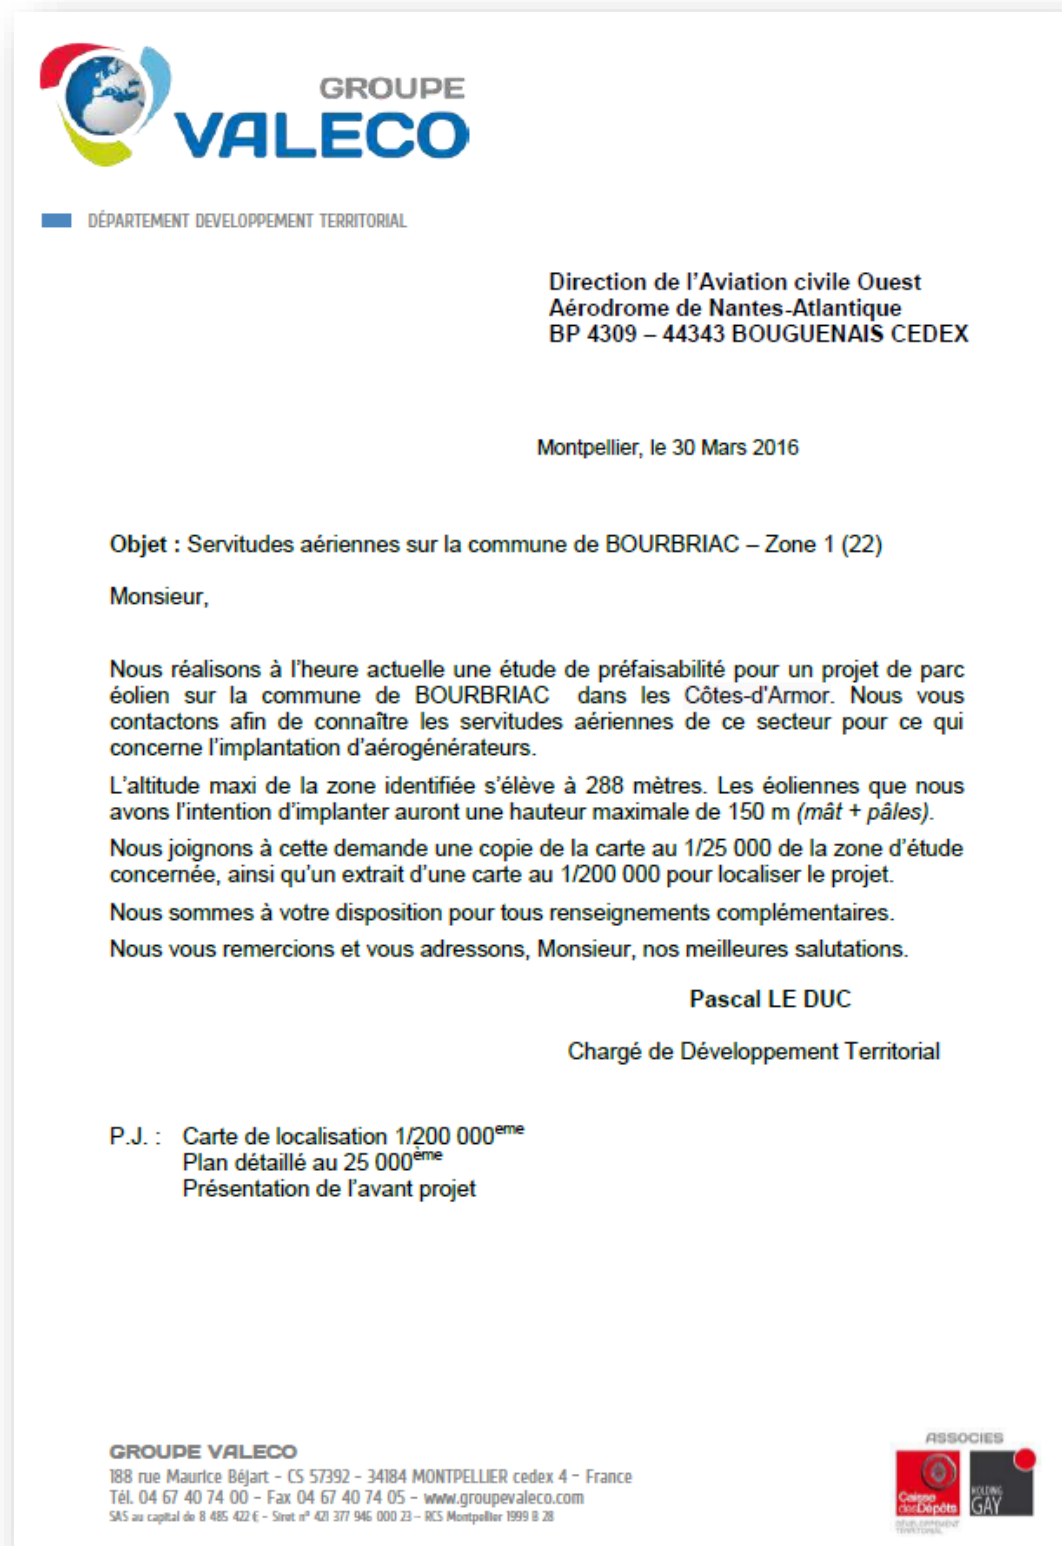 GROUPE
VALECO
DÉPARTEMENT DEVELOPPEMENT TERRITORIAL
Direction de l'Aviation civile Ouest
Aérodrome de Nantes-Atlantique
BP 4309 – 44343 BOUGUENAIS CEDEX
Montpellier, le 30 Mars 2016
Objet : Servitudes aériennes sur la commune de BOURBRIAC – Zone 1 (22)
Monsieur,
Nous réalisons à l'heure actuelle une étude de préfaisabilité pour un projet de parc
éolien sur la commune de BOURBRIAC dans les Côtes-d'Armor. Nous vous
contactons afin de connaître les servitudes aériennes de ce secteur pour ce qui
concerne l'implantation d'aérogénérateurs.
L'altitude maxi de la zone identifiée s'élève à 288 mètres. Les éoliennes que nous
avons l'intention d'implanter auront une hauteur maximale de 150 m (mât + pâles).
Nous joignons à cette demande une copie de la carte au 1/25 000 de la zone d'étude
concernée, ainsi qu'un extrait d'une carte au 1/200 000 pour localiser le projet.
Nous sommes à votre disposition pour tous renseignements complémentaires.
Nous vous remercions et vous adressons, Monsieur, nos meilleures salutations.
Pascal LE DUC
Chargé de Développement Territorial
P.J. : Carte de localisation 1/200 000eme
Plan détaillé au 25 000ème
Présentation de l'avant projet
GROUPE VALECO
188 rue Maurice Béjart – CS 57392 – 34184 MONTPELLIER cedex 4 – France
Tél. 04 67 40 74 00 – Fax 04 67 40 74 05 – www.groupevaleco.com
SAS au capital de 8 485 422 € – Siret n° 421 377 946 000 23 – RCS Montpellier 1999 B 28
ASSOCIES
Caisse
desDépôts
DÉVELOPPEMENT
TERRITORIAL
HOLDING
GAY